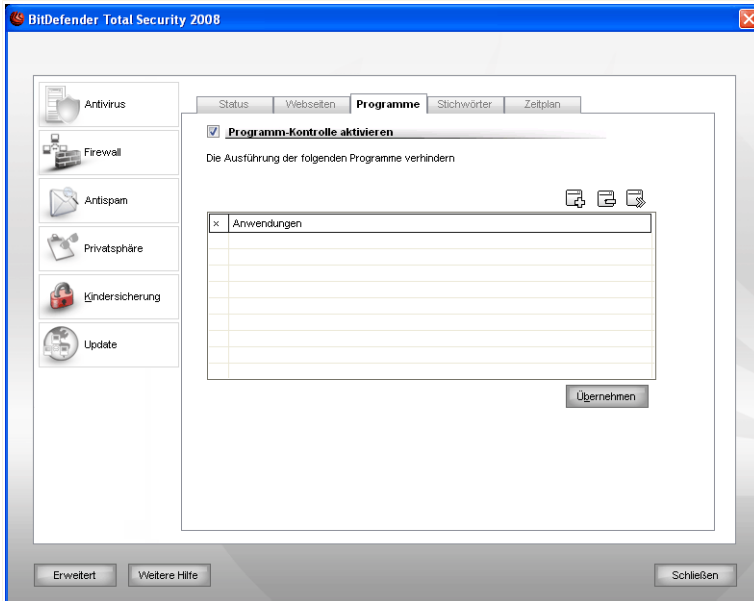 BitDefender Total Security 2008
Antivirus
Firewall
Antispam
Privatsphäre
Kindersicherung
Update
Status Webseiten Programme Stichwörter Zeitplan
Programm-Kontrolle aktivieren
Die Ausführung der folgenden Programme verhindern
× Anwendungen
Übernehmen
Erweitert Weitere Hilfe Schließen